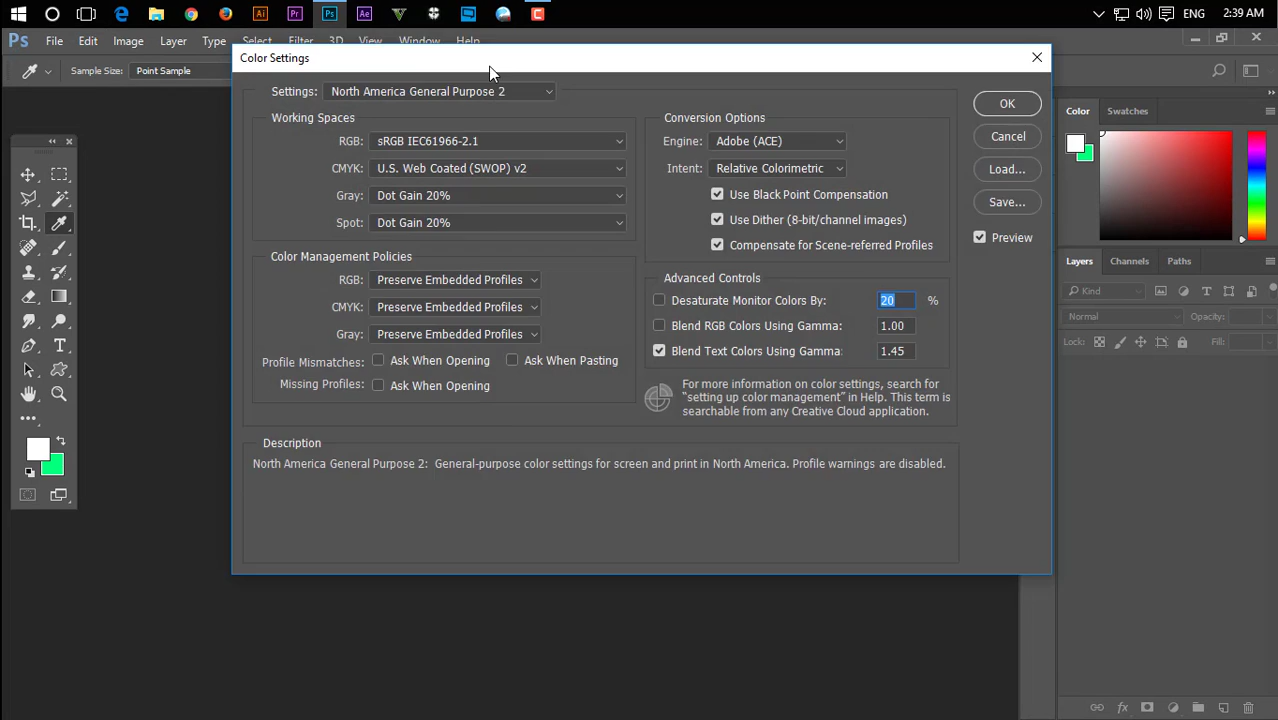 Ai Pr Ps Ae ENG 2:39 AM
Ps File Edit Image Layer Type Select Filter 3D View Window Help
Sample Size: Point Sample
Color Settings
Settings: North America General Purpose 2
Working Spaces
RGB: sRGB IEC61966-2.1
CMYK: U.S. Web Coated (SWOP) v2
Gray: Dot Gain 20%
Spot: Dot Gain 20%
Color Management Policies
RGB: Preserve Embedded Profiles
CMYK: Preserve Embedded Profiles
Gray: Preserve Embedded Profiles
Profile Mismatches: Ask When Opening Ask When Pasting
Missing Profiles: Ask When Opening
Conversion Options
Engine: Adobe (ACE)
Intent: Relative Colorimetric
Use Black Point Compensation
Use Dither (8-bit/channel images)
Compensate for Scene-referred Profiles
Advanced Controls
Desaturate Monitor Colors By: 20 %
Blend RGB Colors Using Gamma: 1.00
Blend Text Colors Using Gamma: 1.45
For more information on color settings, search for
"setting up color management" in Help. This term is
searchable from any Creative Cloud application.
Description
North America General Purpose 2: General-purpose color settings for screen and print in North America. Profile warnings are disabled.
OK
Cancel
Load...
Save...
Preview
Color Swatches
Layers Channels Paths
Kind
Normal Opacity:
Lock: Fill:
fx